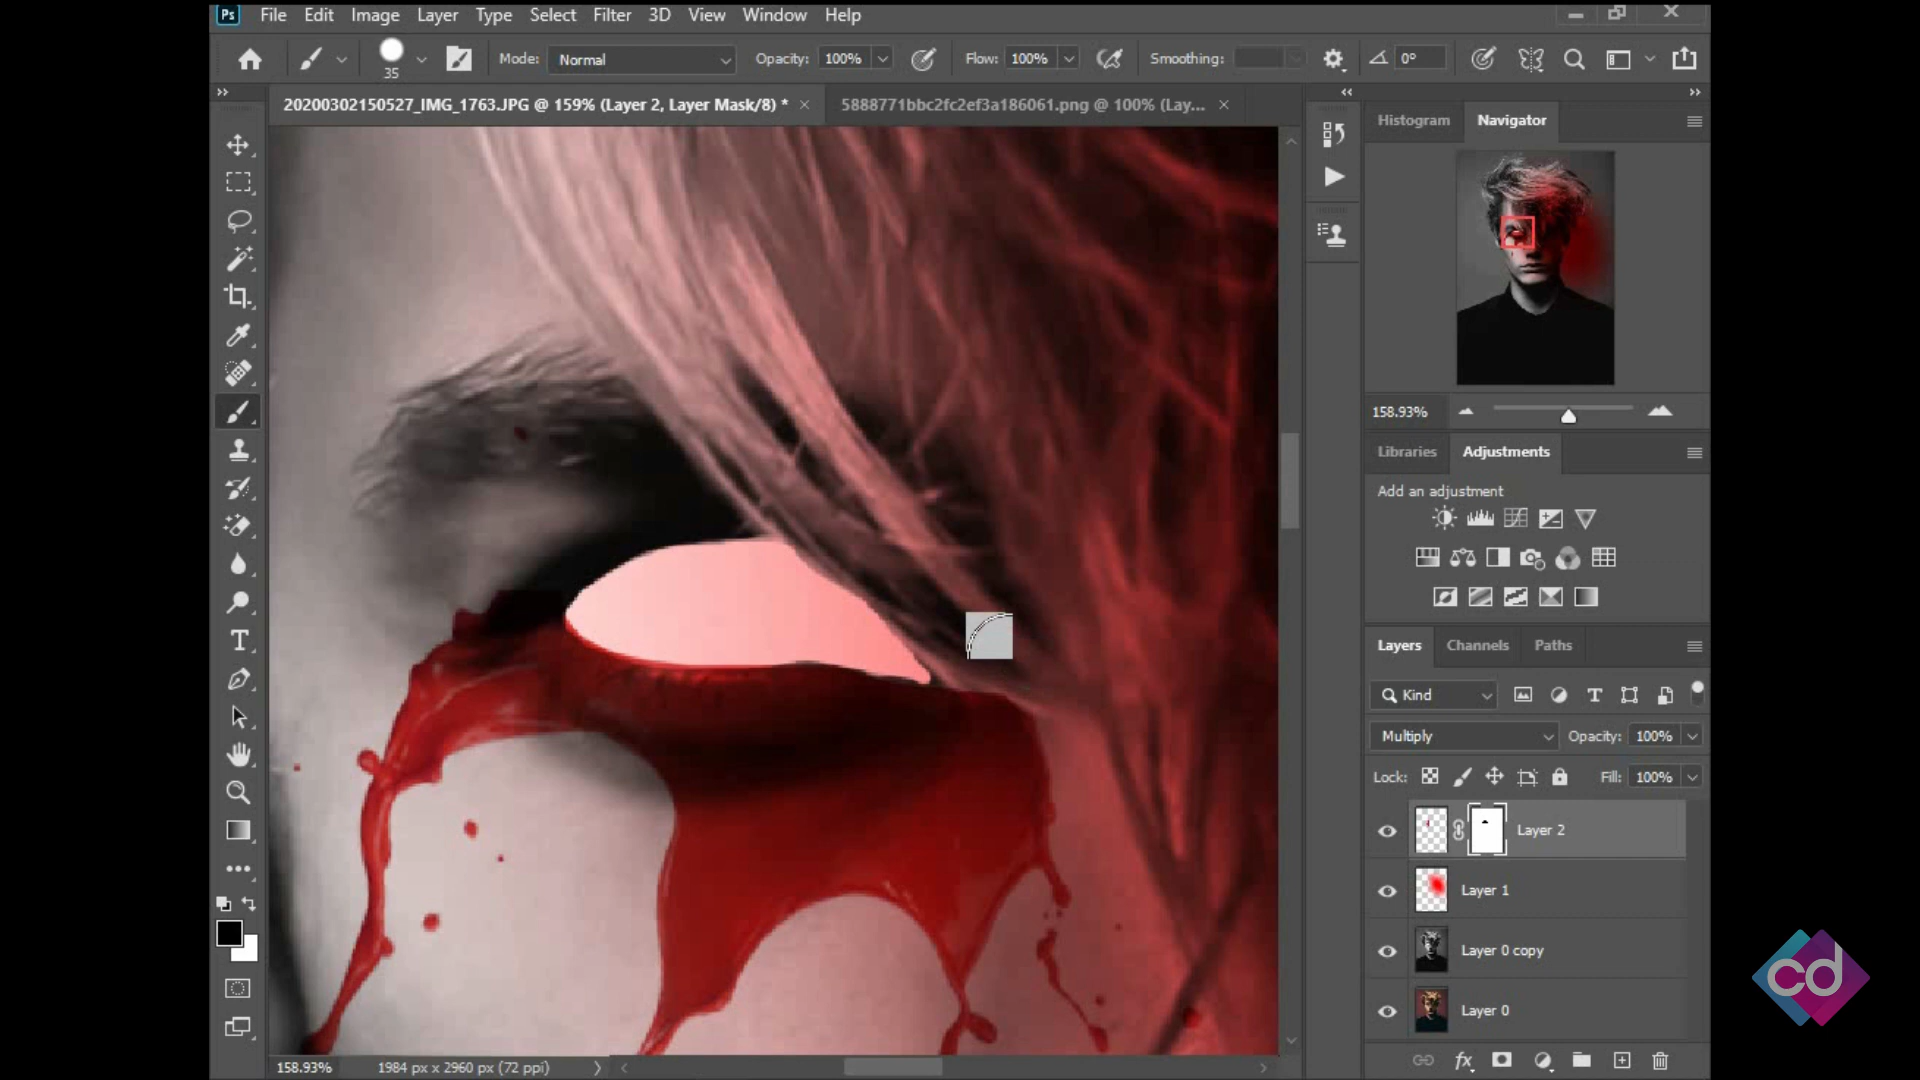 Ps File Edit Image Layer Type Select Filter 3D View Window Help
35 Mode: Normal Opacity: 100% Flow: 100% Smoothing: 0°
20200302150527_IMG_1763.JPG @ 159% (Layer 2, Layer Mask/8) * 5888771bbc2fc2ef3a186061.png @ 100% (Lay...
Histogram Navigator
158.93%
Libraries Adjustments
Add an adjustment
Layers Channels Paths
Kind
Multiply Opacity: 100%
Lock: Fill: 100%
Layer 2
Layer 1
Layer 0 copy
Layer 0
158.93% 1984 px x 2960 px (72 ppi)
cd